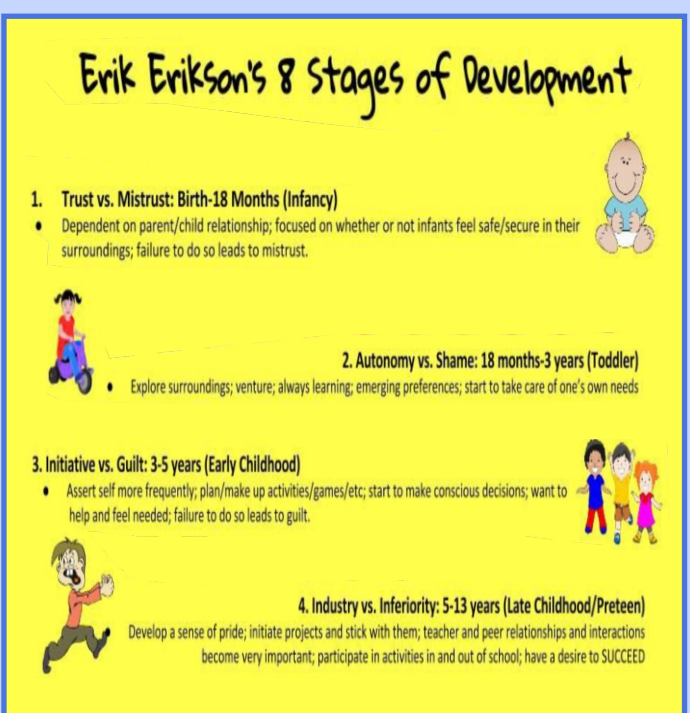 Erik Erikson's 8 Stages of Development
1. Trust vs. Mistrust: Birth-18 Months (Infancy)
• Dependent on parent/child relationship; focused on whether or not infants feel safe/secure in their
surroundings; failure to do so leads to mistrust.
2. Autonomy vs. Shame: 18 months-3 years (Toddler)
• Explore surroundings; venture; always learning; emerging preferences; start to take care of one's own needs
3. Initiative vs. Guilt: 3-5 years (Early Childhood)
• Assert self more frequently; plan/make up activities/games/etc; start to make conscious decisions; want to
help and feel needed; failure to do so leads to guilt.
4. Industry vs. Inferiority: 5-13 years (Late Childhood/Preteen)
Develop a sense of pride; initiate projects and stick with them; teacher and peer relationships and interactions
become very important; participate in activities in and out of school; have a desire to SUCCEED